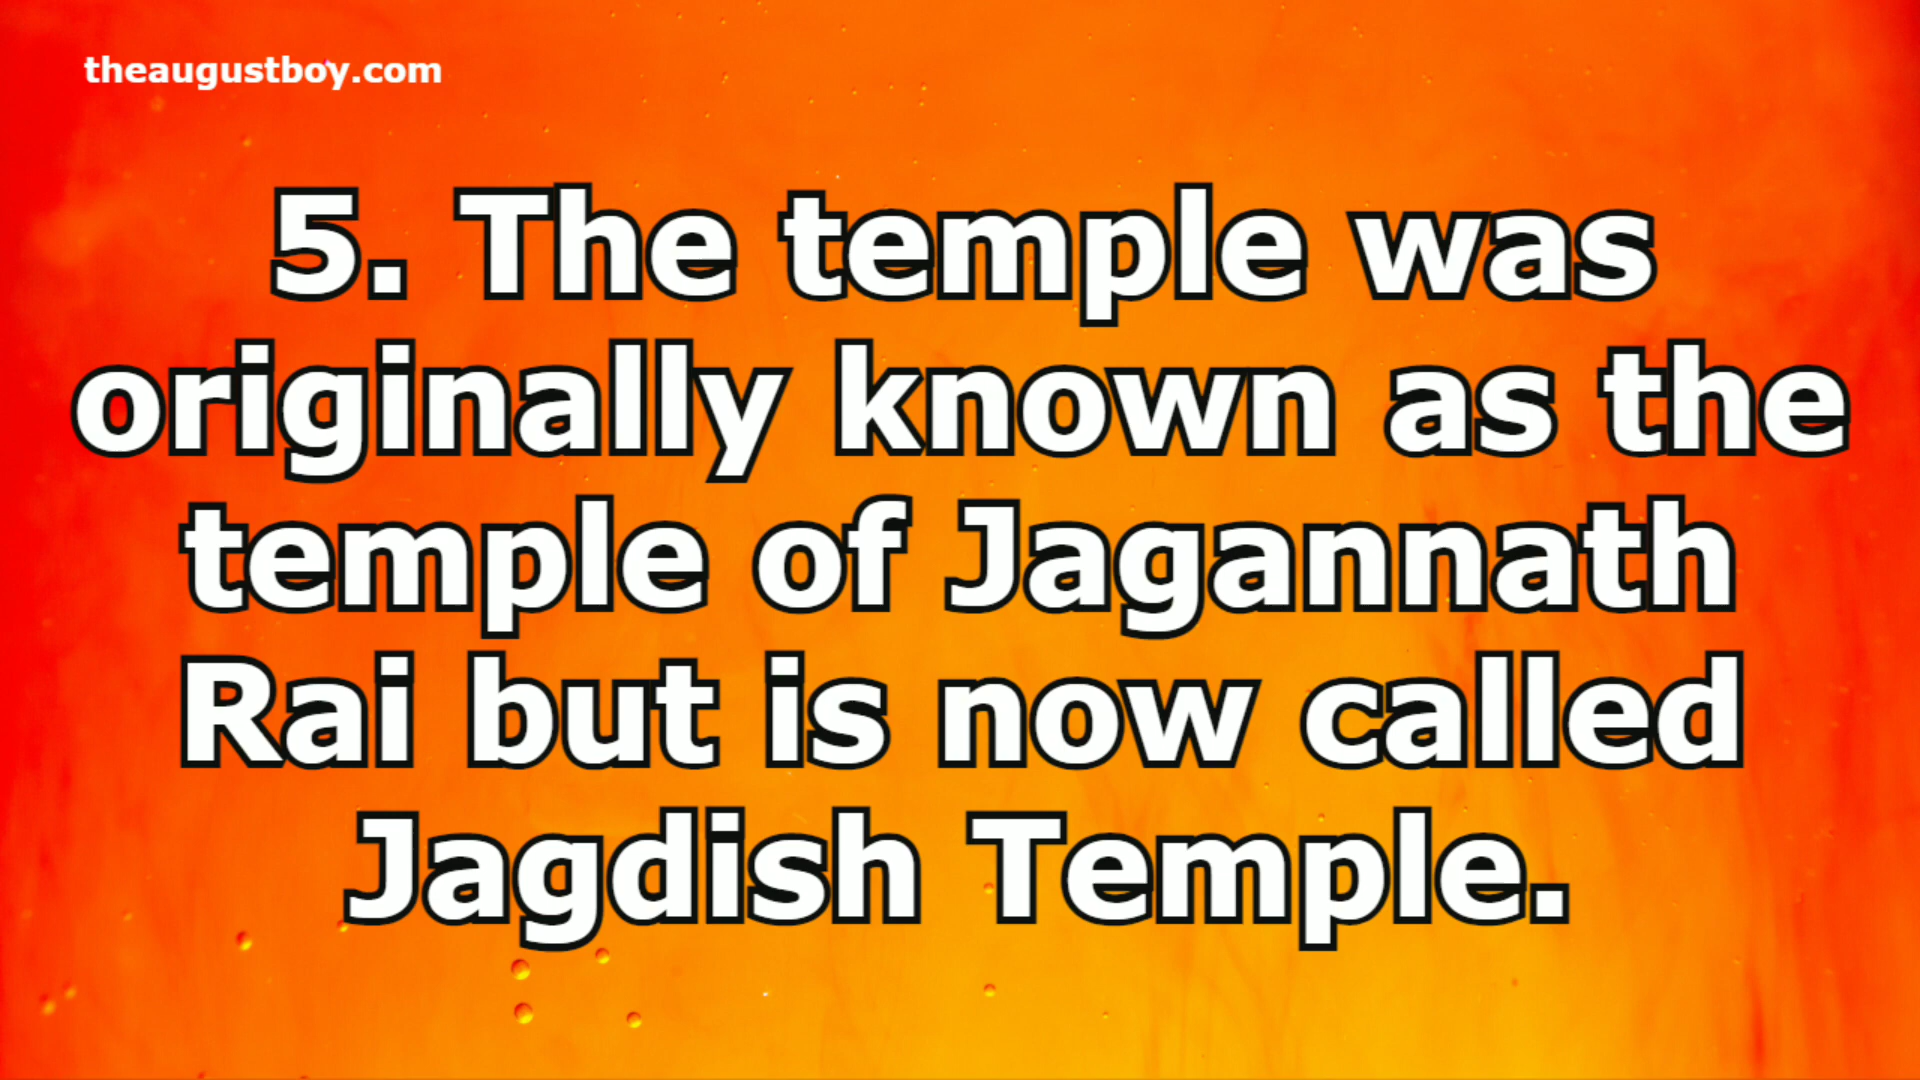 theaugustboy.com
5. The temple was
originally known as the
temple of Jagannath
Rai but is now called
Jagdish Temple.